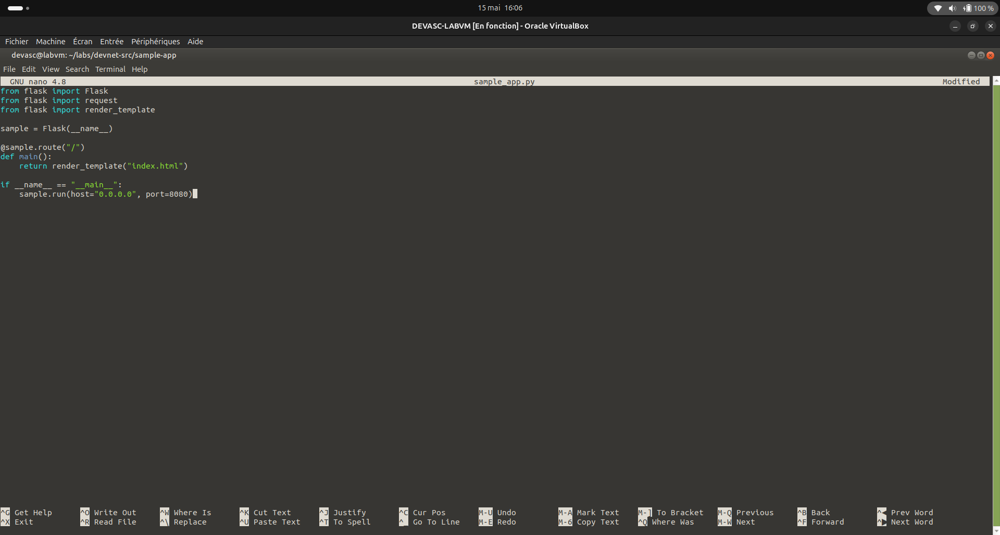 15 mai 16:06
100 %
DEVASC-LABVM [En fonction] - Oracle VirtualBox
Fichier Machine Écran Entrée Périphériques Aide
devasc@labvm: ~/labs/devnet-src/sample-app
File Edit View Search Terminal Help
GNU nano 4.8 sample_app.py Modified
from flask import Flask
from flask import request
from flask import render_template
sample = Flask(__name__)
@sample.route("/")
def main():
    return render_template("index.html")
if __name__ == "__main__":
    sample.run(host="0.0.0.0", port=8080)
^G Get Help ^O Write Out ^W Where Is ^K Cut Text ^J Justify ^C Cur Pos M-U Undo M-A Mark Text M-] To Bracket M-Q Previous ^B Back ^◀ Prev Word
^X Exit ^R Read File ^\ Replace ^U Paste Text ^T To Spell ^_ Go To Line M-E Redo M-6 Copy Text ^Q Where Was M-W Next ^F Forward ^▶ Next Word